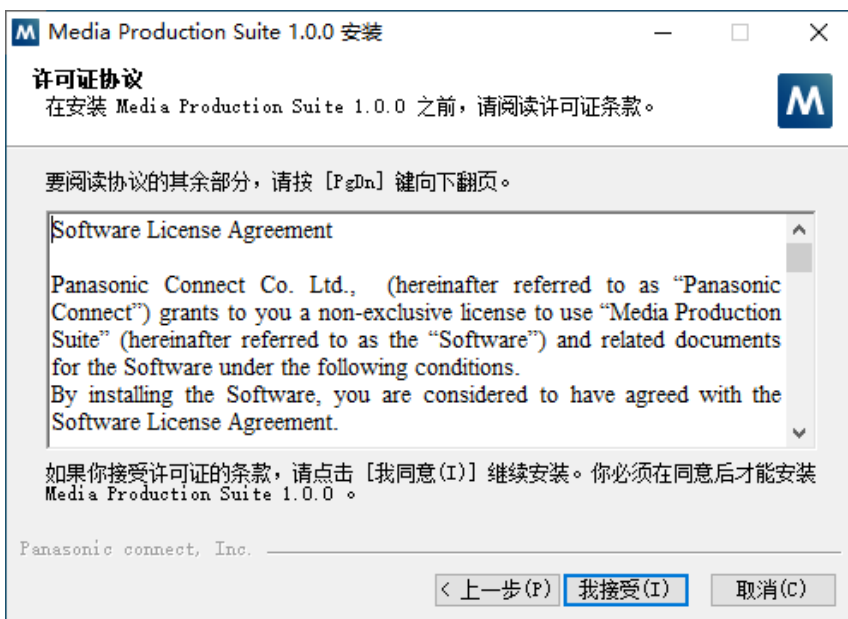 M Media Production Suite 1.0.0 安装
许可证协议
在安装 Media Production Suite 1.0.0 之前，请阅读许可证条款。
M
要阅读协议的其余部分，请按 [PgDn] 键向下翻页。
Software License Agreement
Panasonic Connect Co. Ltd., (hereinafter referred to as “Panasonic
Connect”) grants to you a non-exclusive license to use “Media Production
Suite” (hereinafter referred to as the “Software”) and related documents
for the Software under the following conditions.
By installing the Software, you are considered to have agreed with the
Software License Agreement.
如果你接受许可证的条款，请点击 [我同意(I)] 继续安装。你必须在同意后才能安装
Media Production Suite 1.0.0 。
Panasonic connect, Inc.
< 上一步(P) 我接受(I) 取消(C)